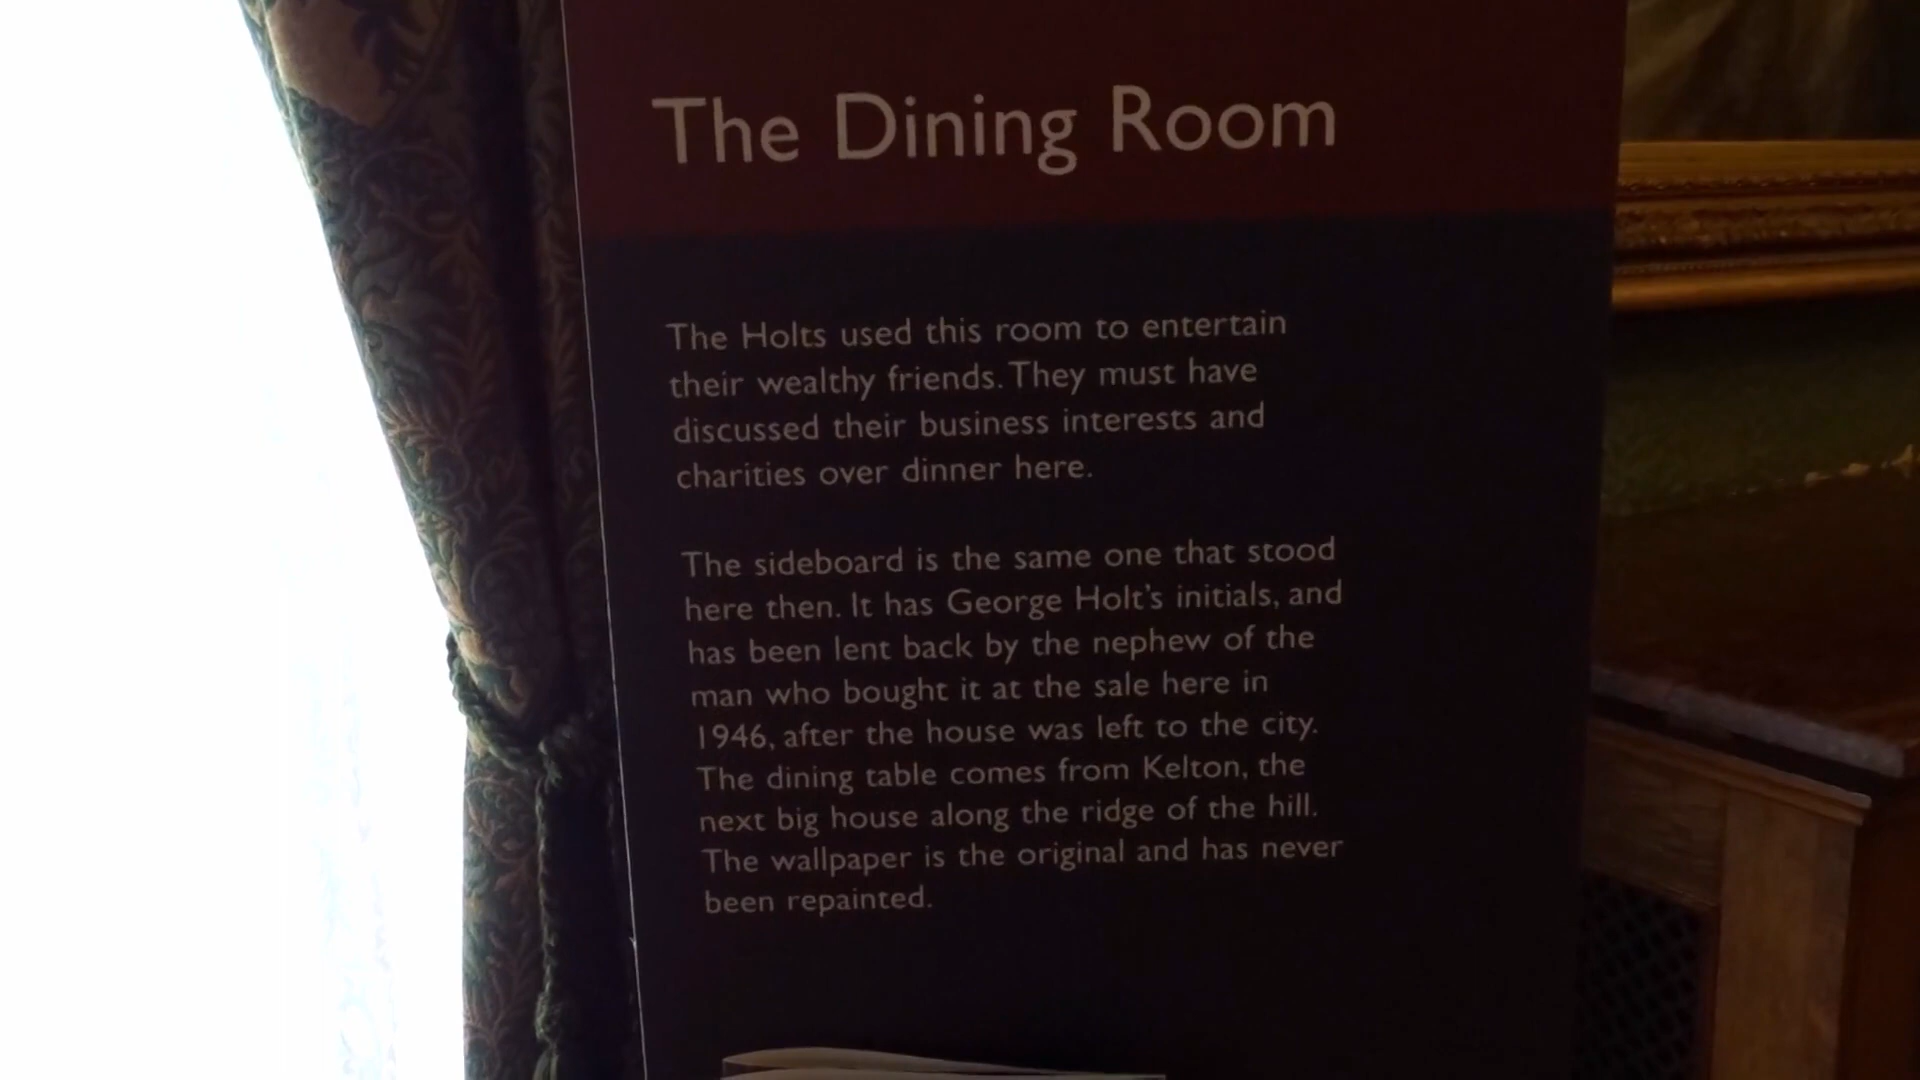 The Dining Room
The Holts used this room to entertain
their wealthy friends. They must have
discussed their business interests and
charities over dinner here.
The sideboard is the same one that stood
here then. It has George Holt's initials, and
has been lent back by the nephew of the
man who bought it at the sale here in
1946, after the house was left to the city.
The dining table comes from Kelton, the
next big house along the ridge of the hill.
The wallpaper is the original and has never
been repainted.